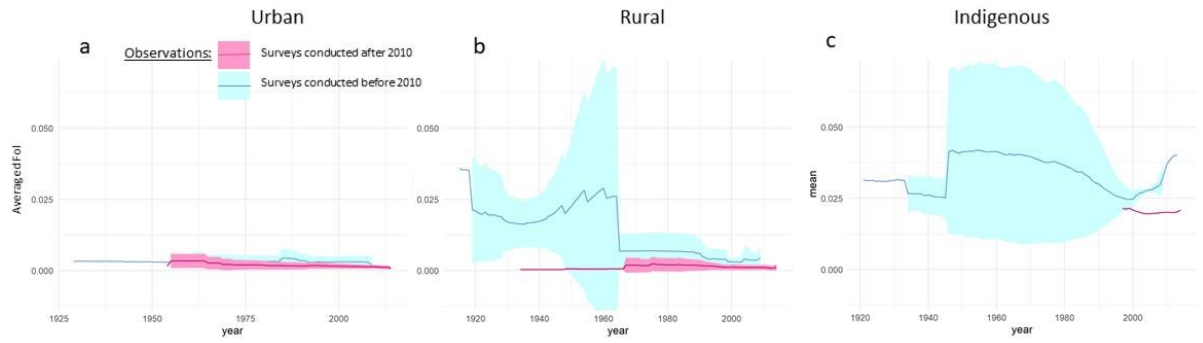 Urban
Rural
Indigenous
a
b
c
Observations:
Surveys conducted after 2010
Surveys conducted before 2010
AveragedFoI
0.050
0.025
0.000
1925
1950
1975
2000
year
0.050
0.025
0.000
1920
1940
1960
1980
2000
year
mean
0.050
0.025
0.000
1920
1940
1960
1980
2000
year